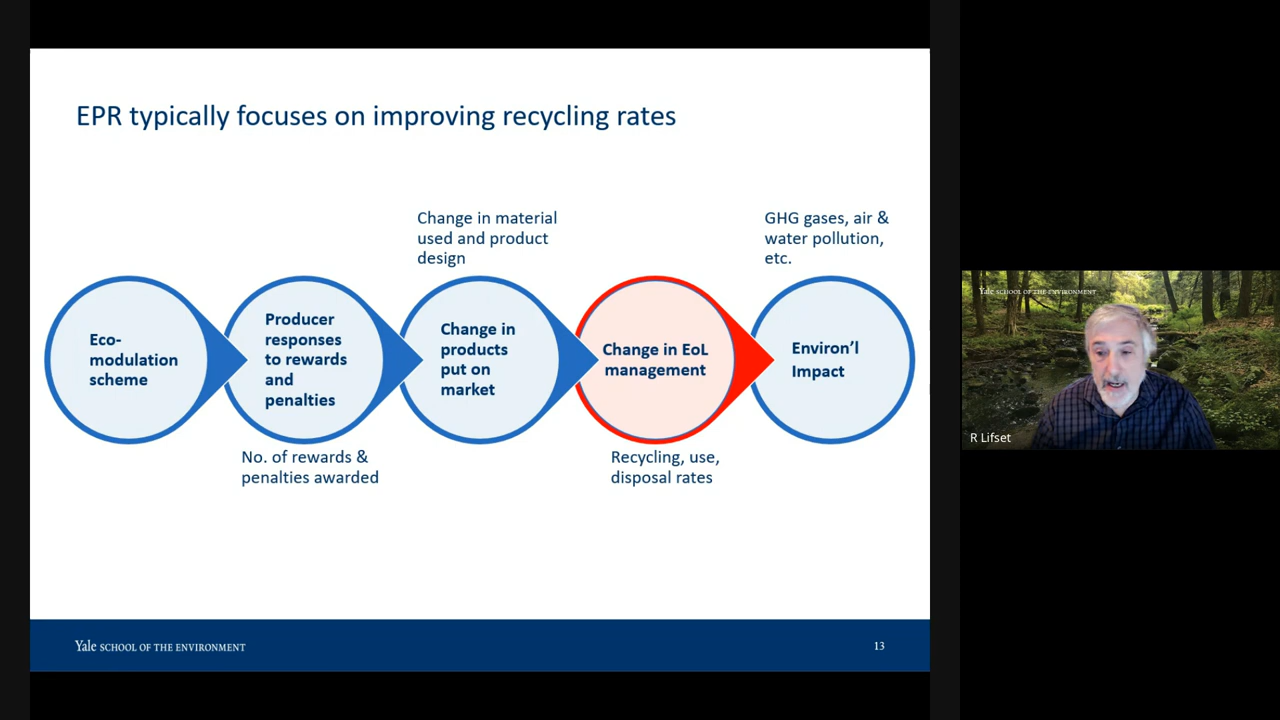 EPR typically focuses on improving recycling rates
Change in material
used and product
design
GHG gases, air &
water pollution,
etc.
Eco-
modulation
scheme
Producer
responses
to rewards
and
penalties
Change in
products
put on
market
Change in EoL
management
Environ’l
Impact
No. of rewards &
penalties awarded
Recycling, use,
disposal rates
Yale SCHOOL OF THE ENVIRONMENT
13
Yale SCHOOL OF THE ENVIRONMENT
R Lifset